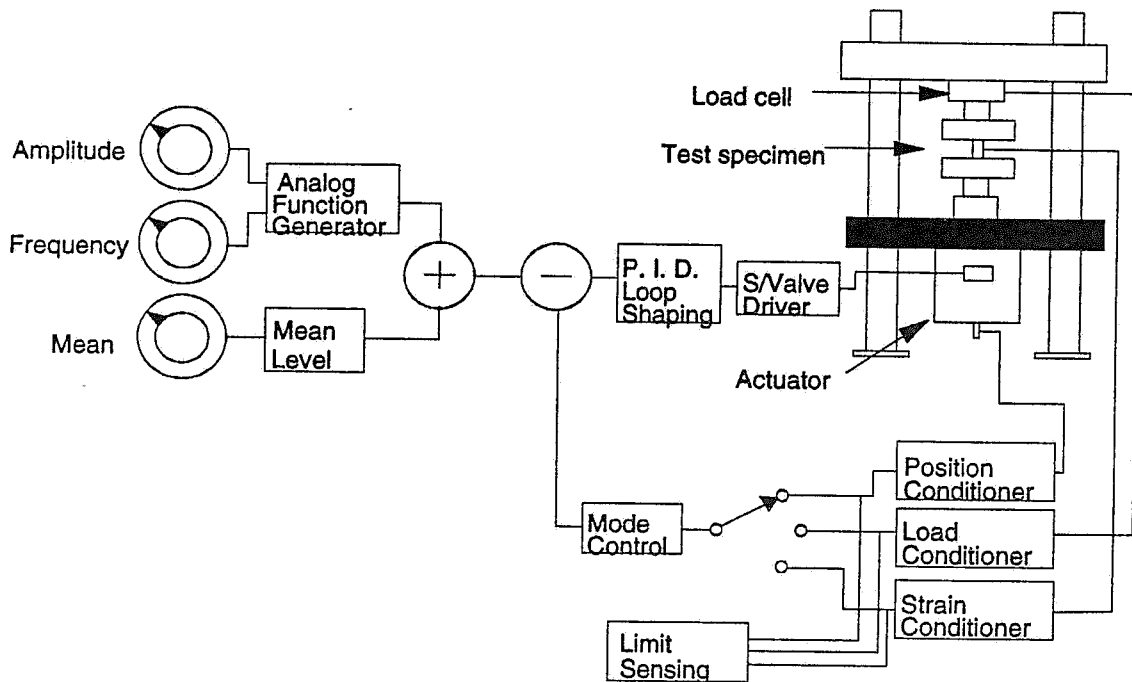 Load cell
Amplitude
Test specimen
Analog
Function
Generator
Frequency
+
−
P. I. D.
Loop
Shaping
S/Valve
Driver
Mean
Mean
Level
Actuator
Position
Conditioner
Mode
Control
Load
Conditioner
Strain
Conditioner
Limit
Sensing